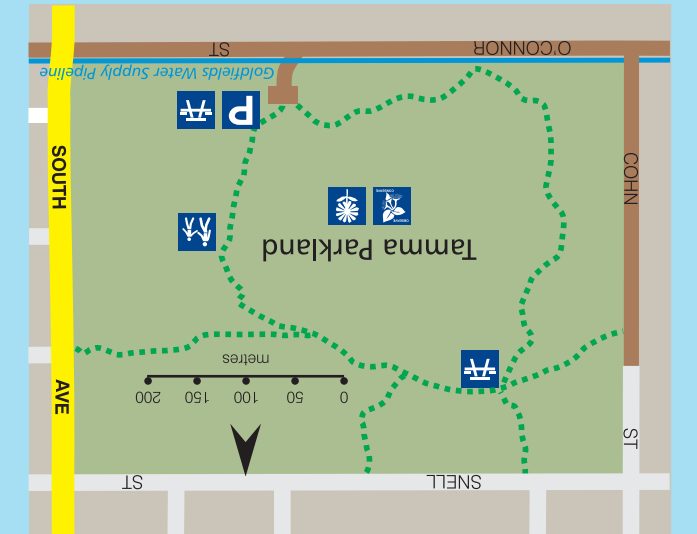 SNELL ST
0 50 100 150 200
metres
Tamma Parkland
COHN ST
SOUTH AVE
P
CONSERVE
Goldfields Water Supply Pipeline
O'CONNOR ST